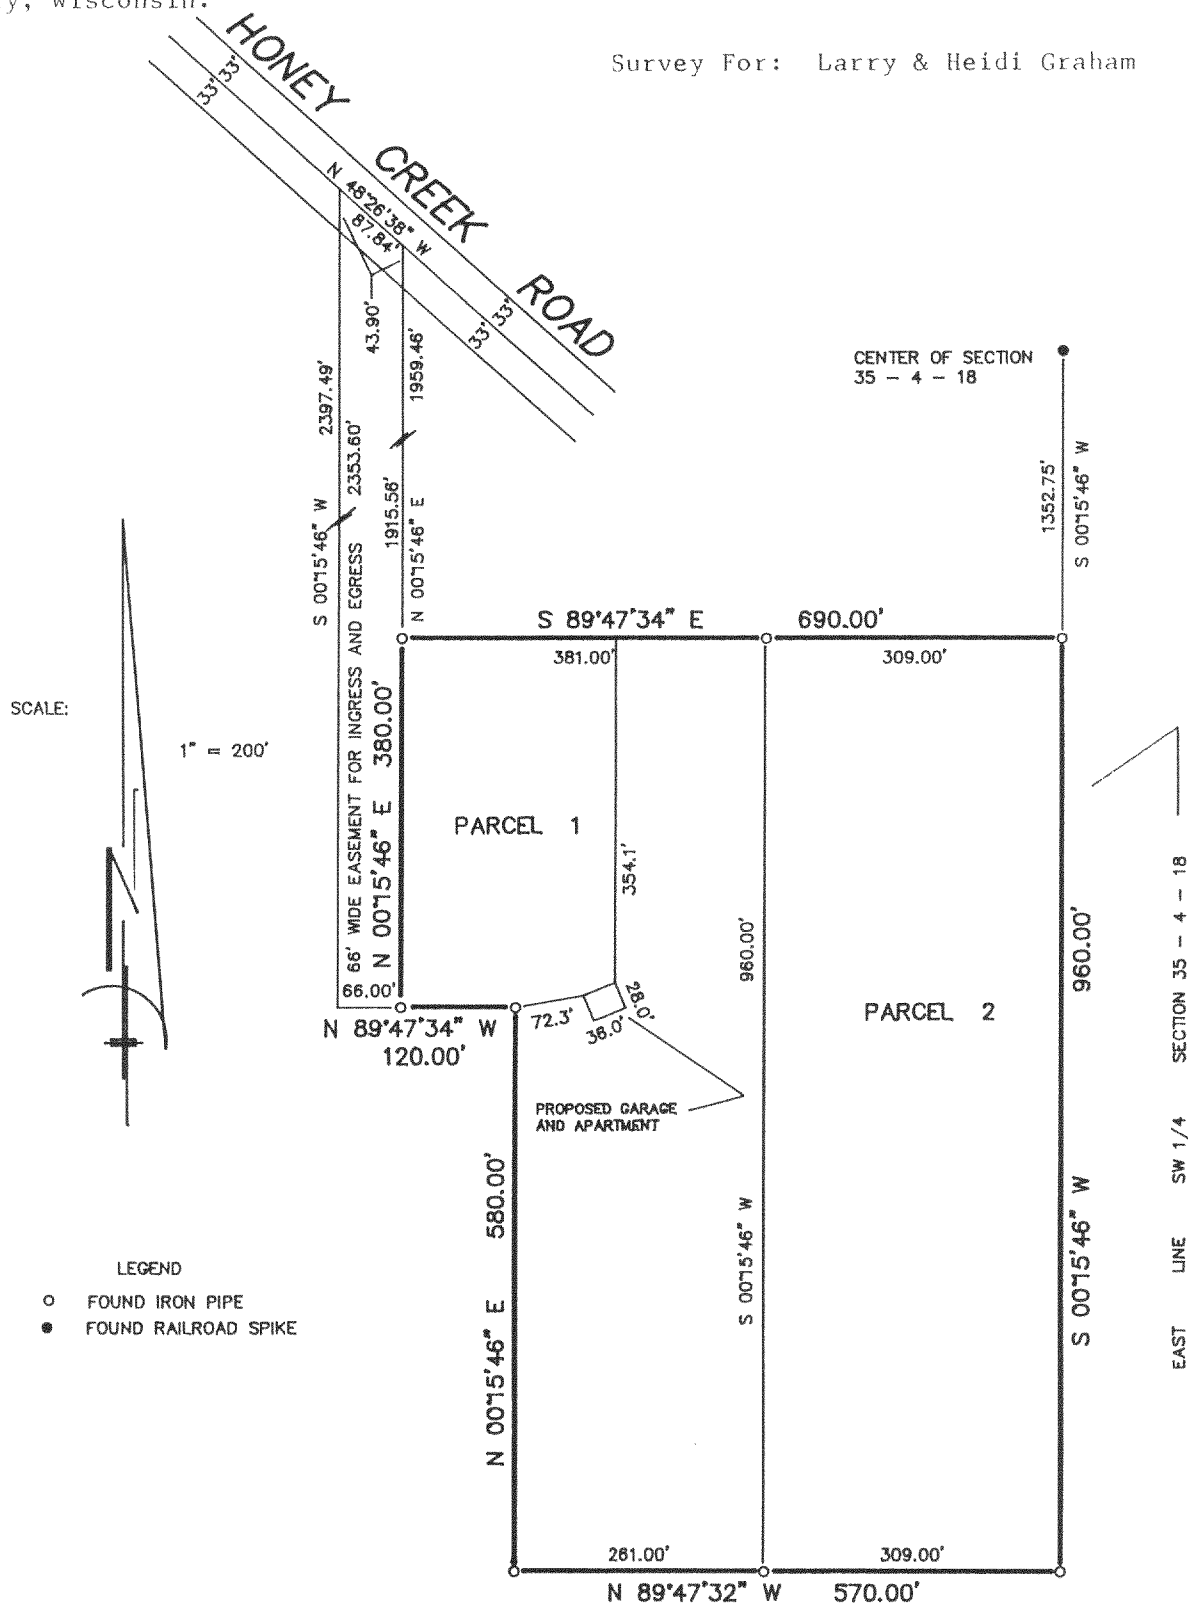 y, Wisconsin.
Survey For: Larry & Heidi Graham
HONEY CREEK ROAD
33' 33'
N 48°26'38" W
87.84'
43.90'
33' 33'
2397.49'
S 00°15'46" W
2353.60'
66' WIDE EASEMENT FOR INGRESS AND EGRESS
1959.46'
1915.56'
N 00°15'46" E
CENTER OF SECTION
35 - 4 - 18
1352.75'
S 00°15'46" W
S 89°47'34" E 690.00'
381.00'
309.00'
SCALE:
1" = 200'
N 00°15'46" E 380.00'
PARCEL 1
354.1'
66.00'
N 89°47'34" W
120.00'
72.3'
38.0'
28.0'
PROPOSED GARAGE
AND APARTMENT
960.00'
S 00°15'46" W
PARCEL 2
960.00'
S 00°15'46" W
EAST LINE SW 1/4 SECTION 35 - 4 - 18
N 00°15'46" E 580.00'
LEGEND
FOUND IRON PIPE
FOUND RAILROAD SPIKE
261.00'
309.00'
N 89°47'32" W 570.00'